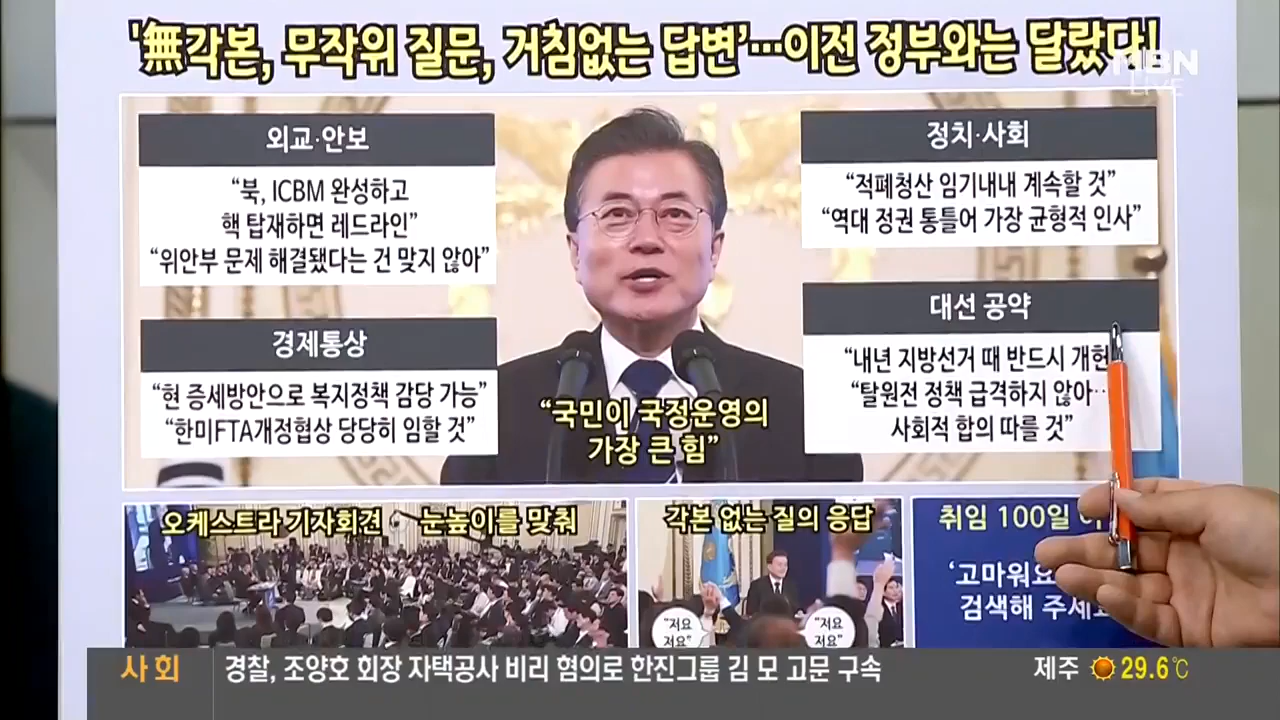 '無각본, 무작위 질문, 거침없는 답변'…이전 정부와는 달랐다!
MBN
LIVE
외교·안보
“북, ICBM 완성하고
핵 탑재하면 레드라인”
“위안부 문제 해결됐다는 건 맞지 않아”
정치·사회
“적폐청산 임기내내 계속할 것”
“역대 정권 통틀어 가장 균형적 인사”
경제통상
“현 증세방안으로 복지정책 감당 가능”
“한미FTA개정협상 당당히 임할 것”
대선 공약
“내년 지방선거 때 반드시 개헌
“탈원전 정책 급격하지 않아…
사회적 합의 따를 것”
“국민이 국정운영의
가장 큰 힘”
오케스트라 기자회견 눈높이를 맞춰
각본 없는 질의 응답
“저요
저요”
“저요
저요”
취임 100일
‘고마워요
검색해 주세요
사회
경찰, 조양호 회장 자택공사 비리 혐의로 한진그룹 김 모 고문 구속
제주 29.6℃